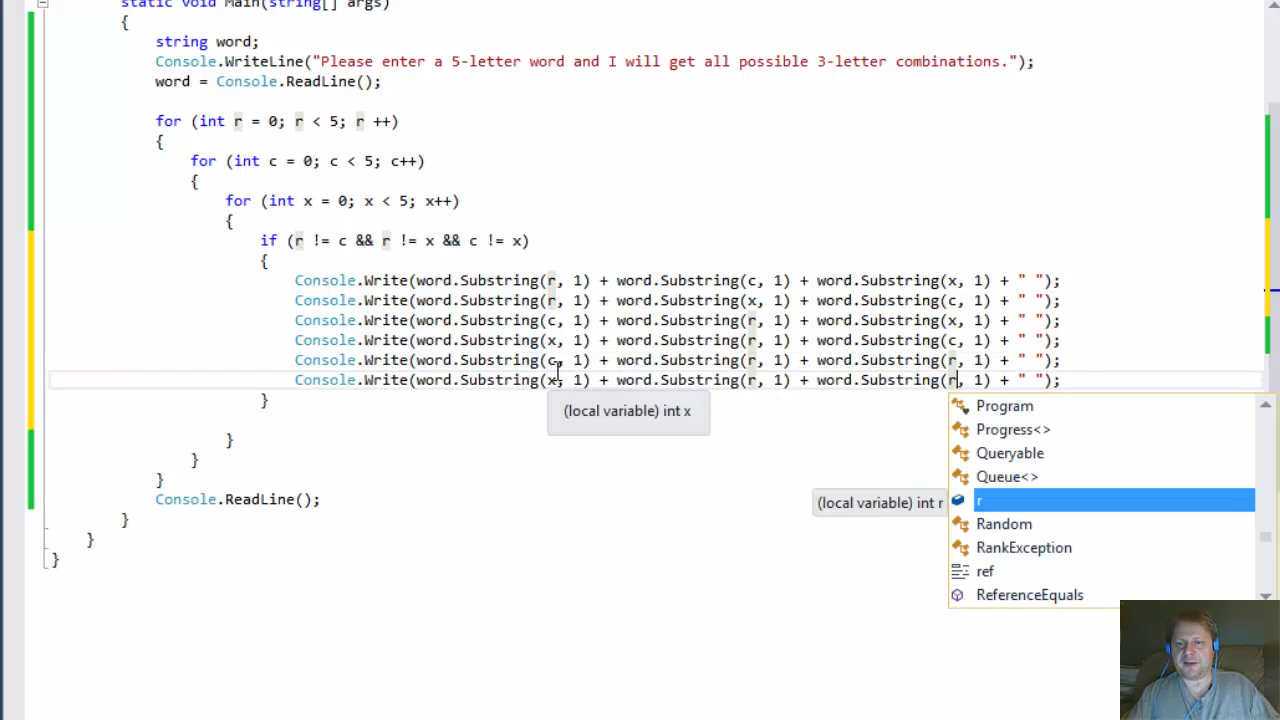 static void Main(string[] args)
{
string word;
Console.WriteLine("Please enter a 5-letter word and I will get all possible 3-letter combinations.");
word = Console.ReadLine();
for (int r = 0; r < 5; r ++)
{
for (int c = 0; c < 5; c++)
{
for (int x = 0; x < 5; x++)
{
if (r != c && r != x && c != x)
{
Console.Write(word.Substring(r, 1) + word.Substring(c, 1) + word.Substring(x, 1) + " ");
Console.Write(word.Substring(r, 1) + word.Substring(x, 1) + word.Substring(c, 1) + " ");
Console.Write(word.Substring(c, 1) + word.Substring(r, 1) + word.Substring(x, 1) + " ");
Console.Write(word.Substring(x, 1) + word.Substring(r, 1) + word.Substring(c, 1) + " ");
Console.Write(word.Substring(c, 1) + word.Substring(r, 1) + word.Substring(r, 1) + " ");
Console.Write(word.Substring(x, 1) + word.Substring(r, 1) + word.Substring(r, 1) + " ");
}
(local variable) int x
}
}
}
Console.ReadLine();
}
}
}
Program
Progress<>
Queryable
Queue<>
(local variable) int r
r
Random
RankException
ref
ReferenceEquals